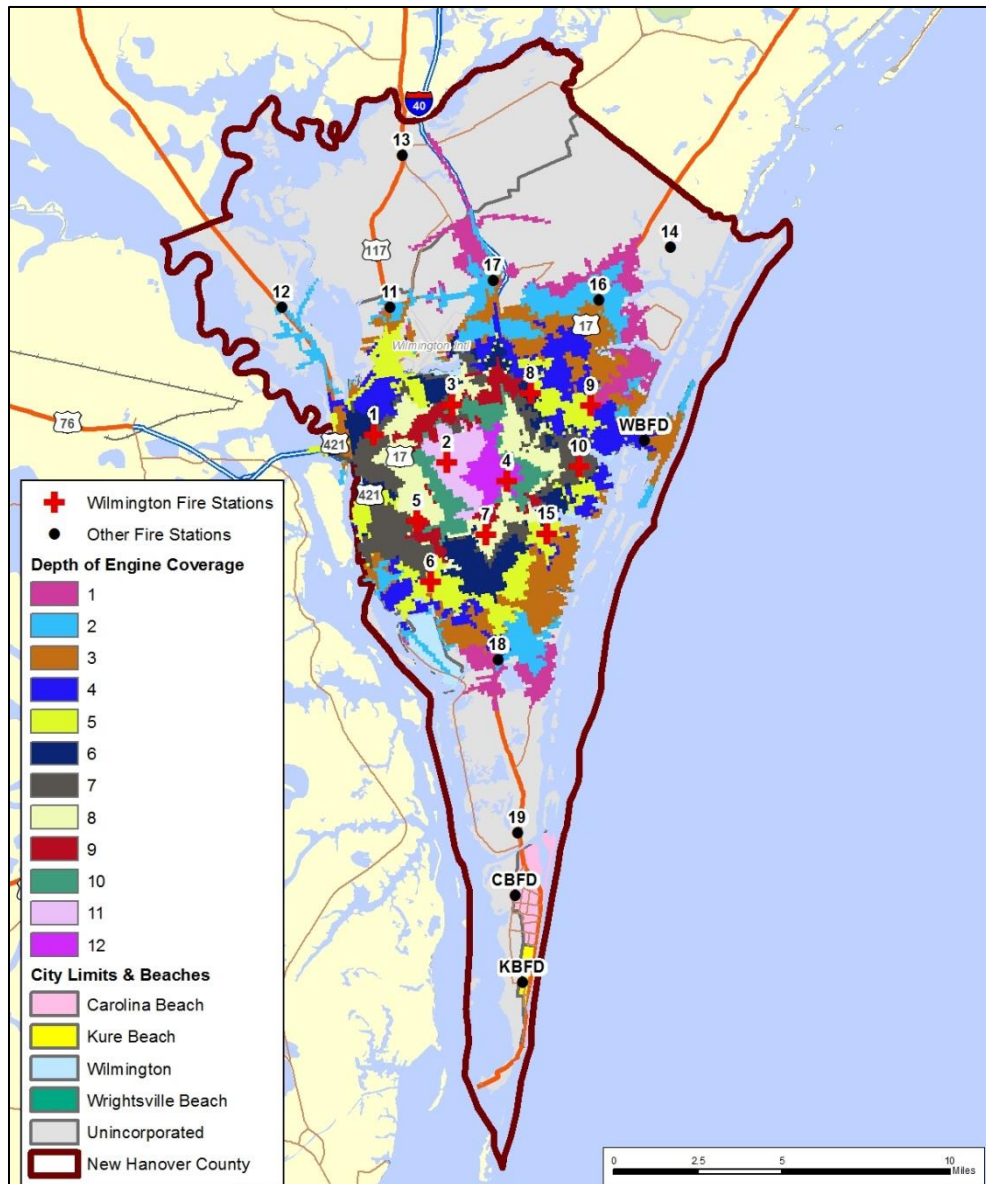 40
13
14
117
17
12
11
16
17
Wilmington Intl
8
3
9
1
WBFD
76
421
17
2
10
4
421
5
7
15
6
18
19
CBFD
KBFD
Wilmington Fire Stations
Other Fire Stations
Depth of Engine Coverage
1
2
3
4
5
6
7
8
9
10
11
12
City Limits & Beaches
Carolina Beach
Kure Beach
Wilmington
Wrightsville Beach
Unincorporated
New Hanover County
0 2.5 5 10
Miles